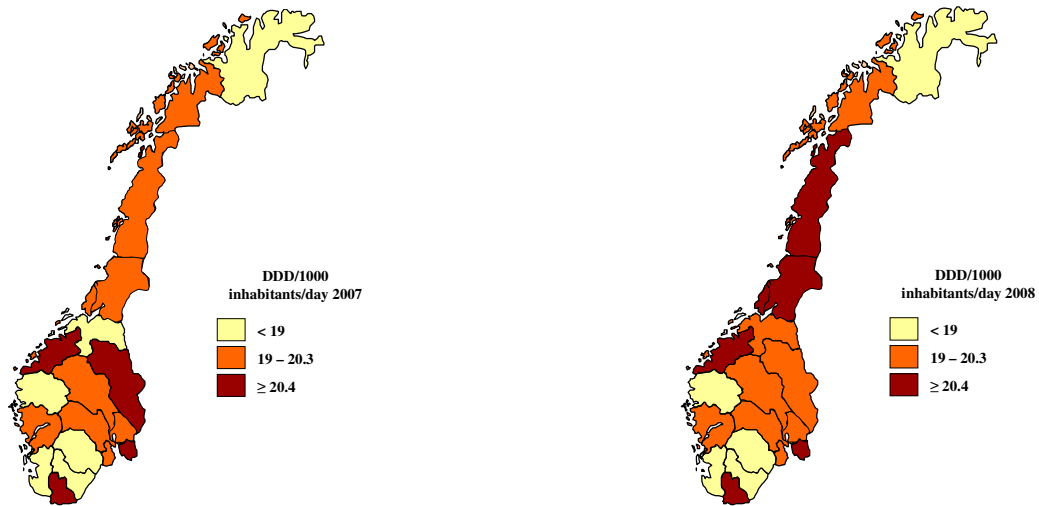 DDD/1000
inhabitants/day 2007
< 19
19 – 20.3
≥ 20.4
DDD/1000
inhabitants/day 2008
< 19
19 – 20.3
≥ 20.4